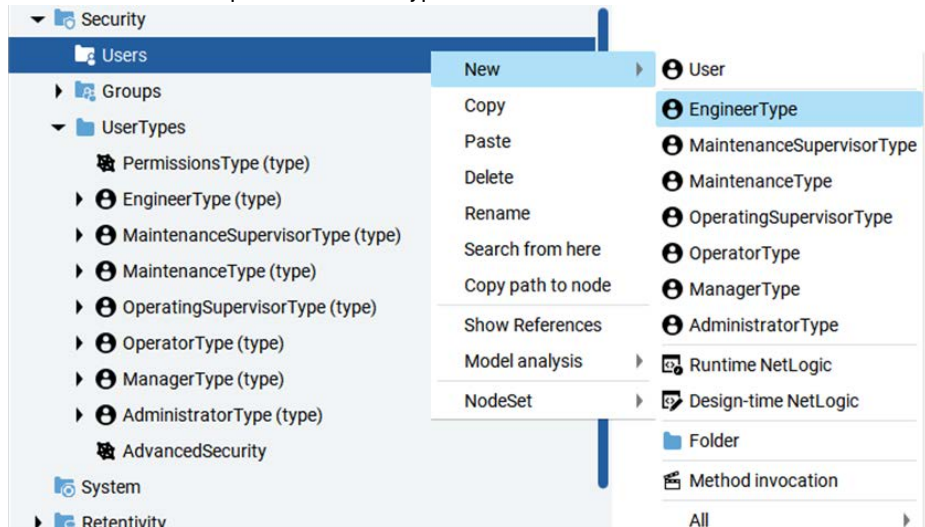 Security
Users
Groups
UserTypes
PermissionsType (type)
EngineerType (type)
MaintenanceSupervisorType (type)
MaintenanceType (type)
OperatingSupervisorType (type)
OperatorType (type)
ManagerType (type)
AdministratorType (type)
AdvancedSecurity
System
Retentivity
New
Copy
Paste
Delete
Rename
Search from here
Copy path to node
Show References
Model analysis
NodeSet
User
EngineerType
MaintenanceSupervisorType
MaintenanceType
OperatingSupervisorType
OperatorType
ManagerType
AdministratorType
Runtime NetLogic
Design-time NetLogic
Folder
Method invocation
All